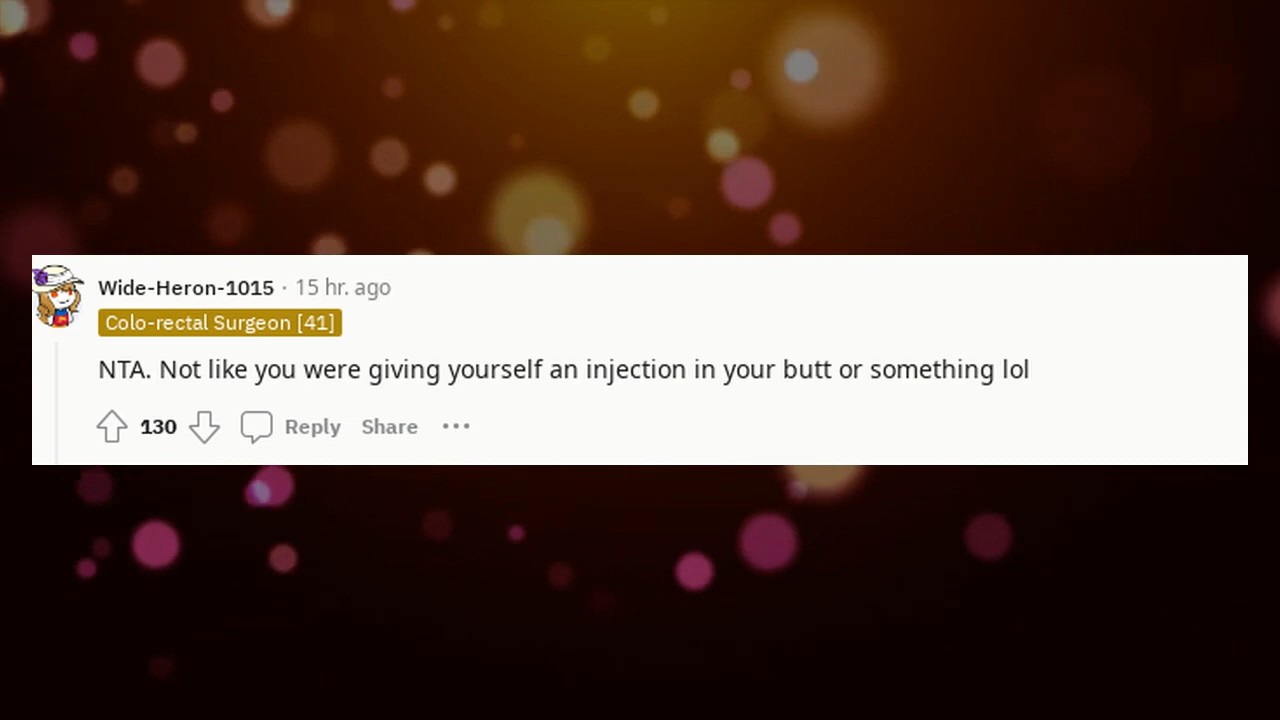 Wide-Heron-1015 · 15 hr. ago
Colo-rectal Surgeon [41]
NTA. Not like you were giving yourself an injection in your butt or something lol
130 Reply Share ···